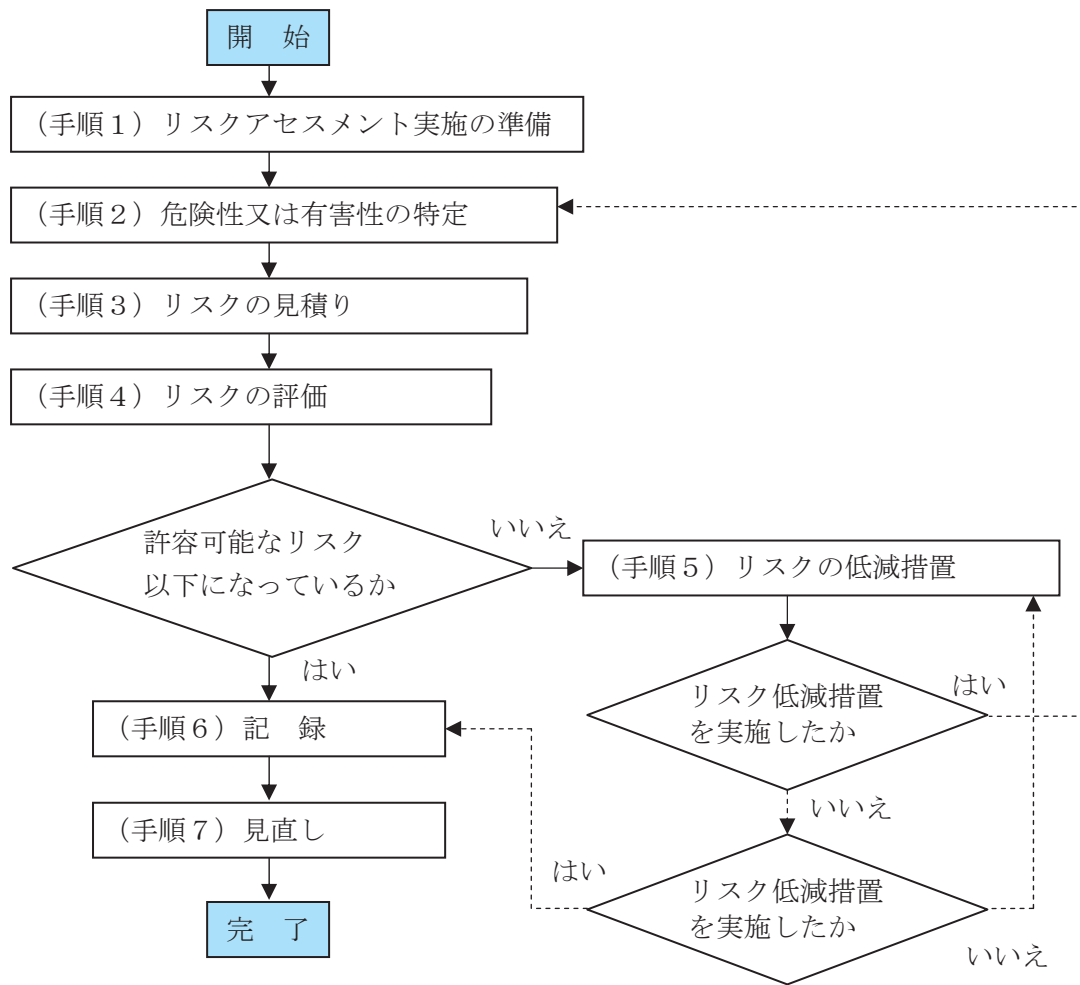 開　始
（手順１）リスクアセスメント実施の準備
（手順２）危険性又は有害性の特定
（手順３）リスクの見積り
（手順４）リスクの評価
許容可能なリスク
以下になっているか
いいえ
（手順５）リスクの低減措置
はい
リスク低減措置
を実施したか
はい
（手順６）記　録
いいえ
（手順７）見直し
はい
リスク低減措置
を実施したか
いいえ
完　了